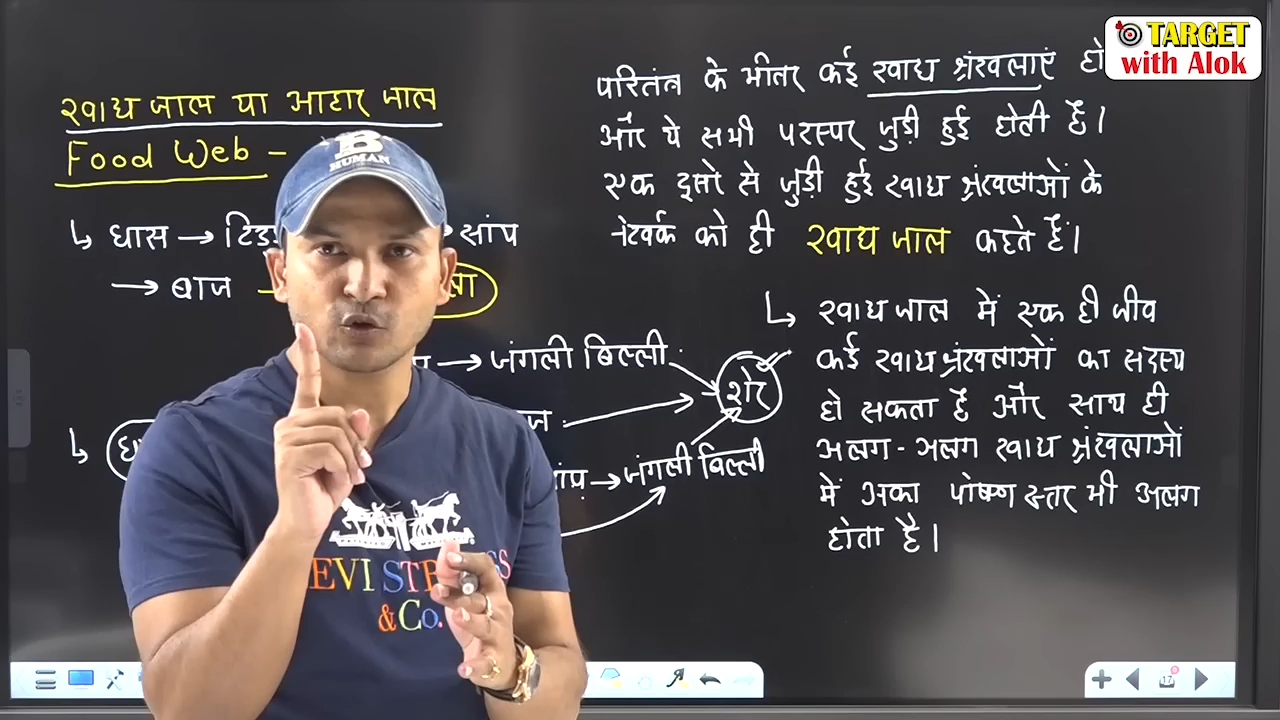 TARGET
with Alok
खाद्य जाल या आहार जाल
Food Web -
↳ घास → टिड → सांप
→ बाज
→ जंगली बिल्ली
शेर
→ जंगली बिल्ली
परितंत्र के भीतर कई खाद्य श्रंखलाएं
और ये सभी परस्पर जुड़ी हुई होती हैं।
एक दूसरे से जुड़ी हुई खाद्य श्रंखलाओं के
नेटवर्क को ही खाद्य जाल कहते हैं।
↳ खाद्य जाल में एक ही जीव
कई खाद्य श्रंखलाओं का सदस्य
हो सकता है और साथ ही
अलग-अलग खाद्य श्रंखलाओं
में उसका पोषण स्तर भी अलग
होता है।
B
HUMAN
EVI STR SS
& Co.
17